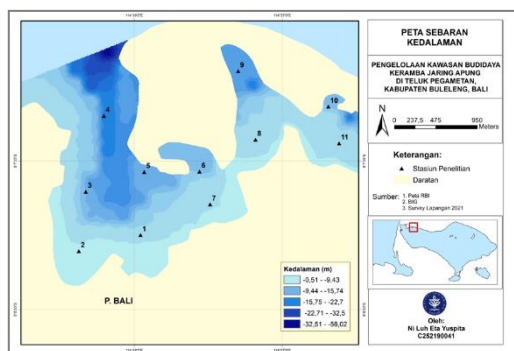 PETA SEBARAN
KEDALAMAN
PENGELOLAAN KAWASAN BUDIDAYA
KERAMBA JARING APUNG
DI TELUK PEGAMETAN,
KABUPATEN BULELENG, BALI
N
0 237,5 475 950
Meters
Keterangan:
Stasiun Penelitian
Daratan
Sumber: 1. Peta RBI
2. BIG
3. Survey Lapangan 2021
Oleh:
Ni Luh Eta Yuspita
C252190041
9
10
4
11
8
5
6
3
7
1
2
P. BALI
Kedalaman (m)
-0,51 - -9,43
-9,44 - -15,74
-15,75 - -22,7
-22,71 - -32,5
-32,51 - -58,02